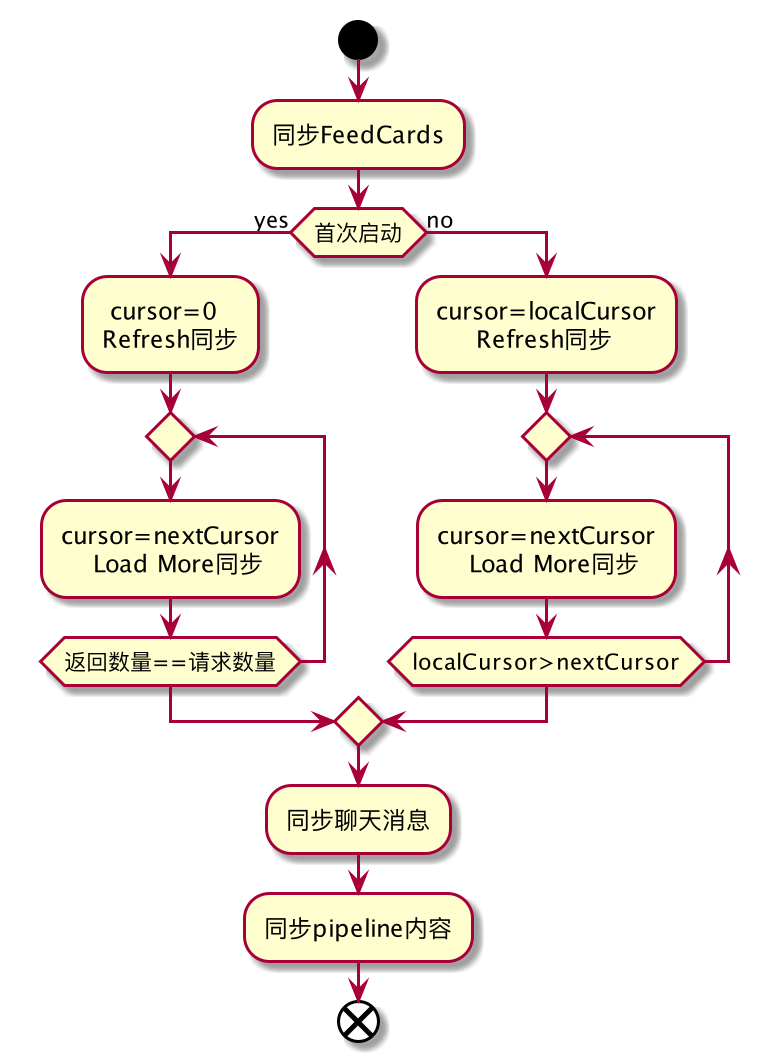 同步FeedCards
yes
首次启动
no
cursor=0
Refresh同步
cursor=localCursor
Refresh同步
cursor=nextCursor
Load More同步
cursor=nextCursor
Load More同步
返回数量==请求数量
localCursor>nextCursor
同步聊天消息
同步pipeline内容